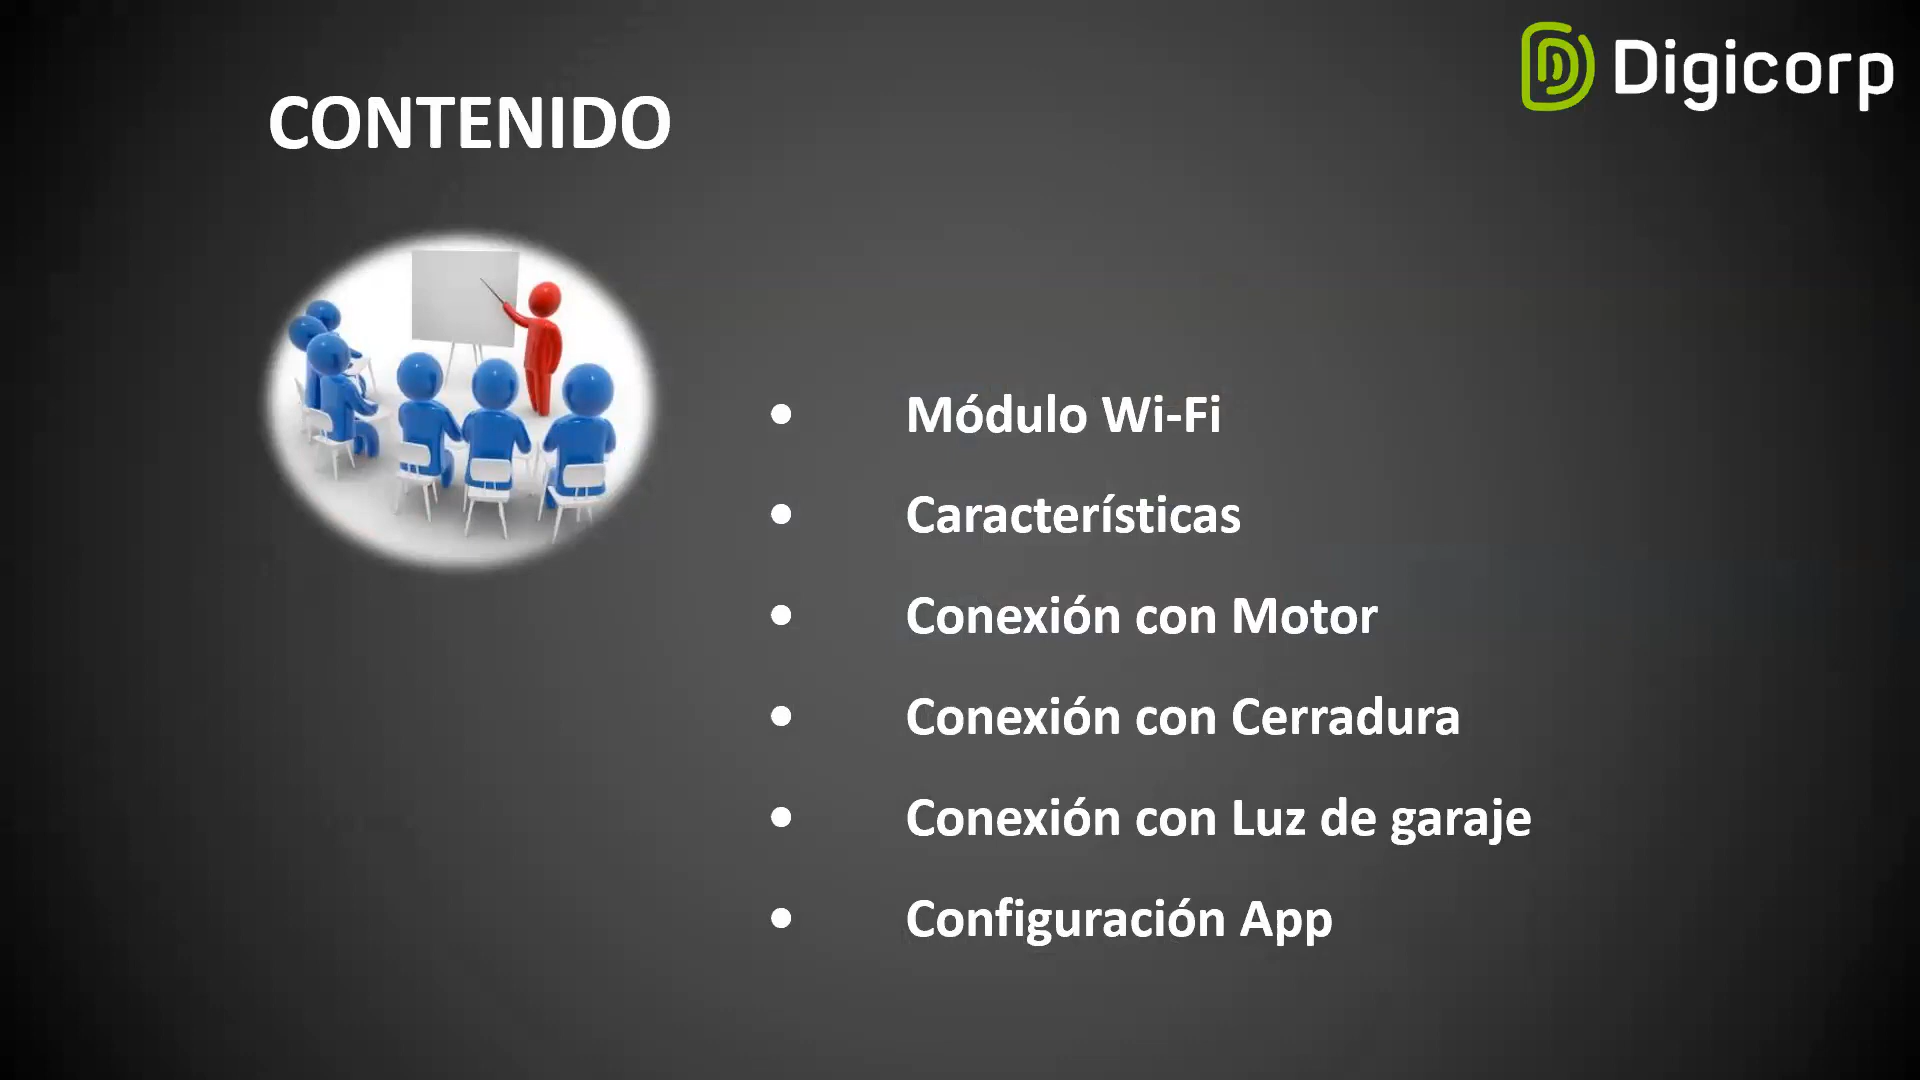 Digicorp
CONTENIDO
• Módulo Wi-Fi
• Características
• Conexión con Motor
• Conexión con Cerradura
• Conexión con Luz de garaje
• Configuración App